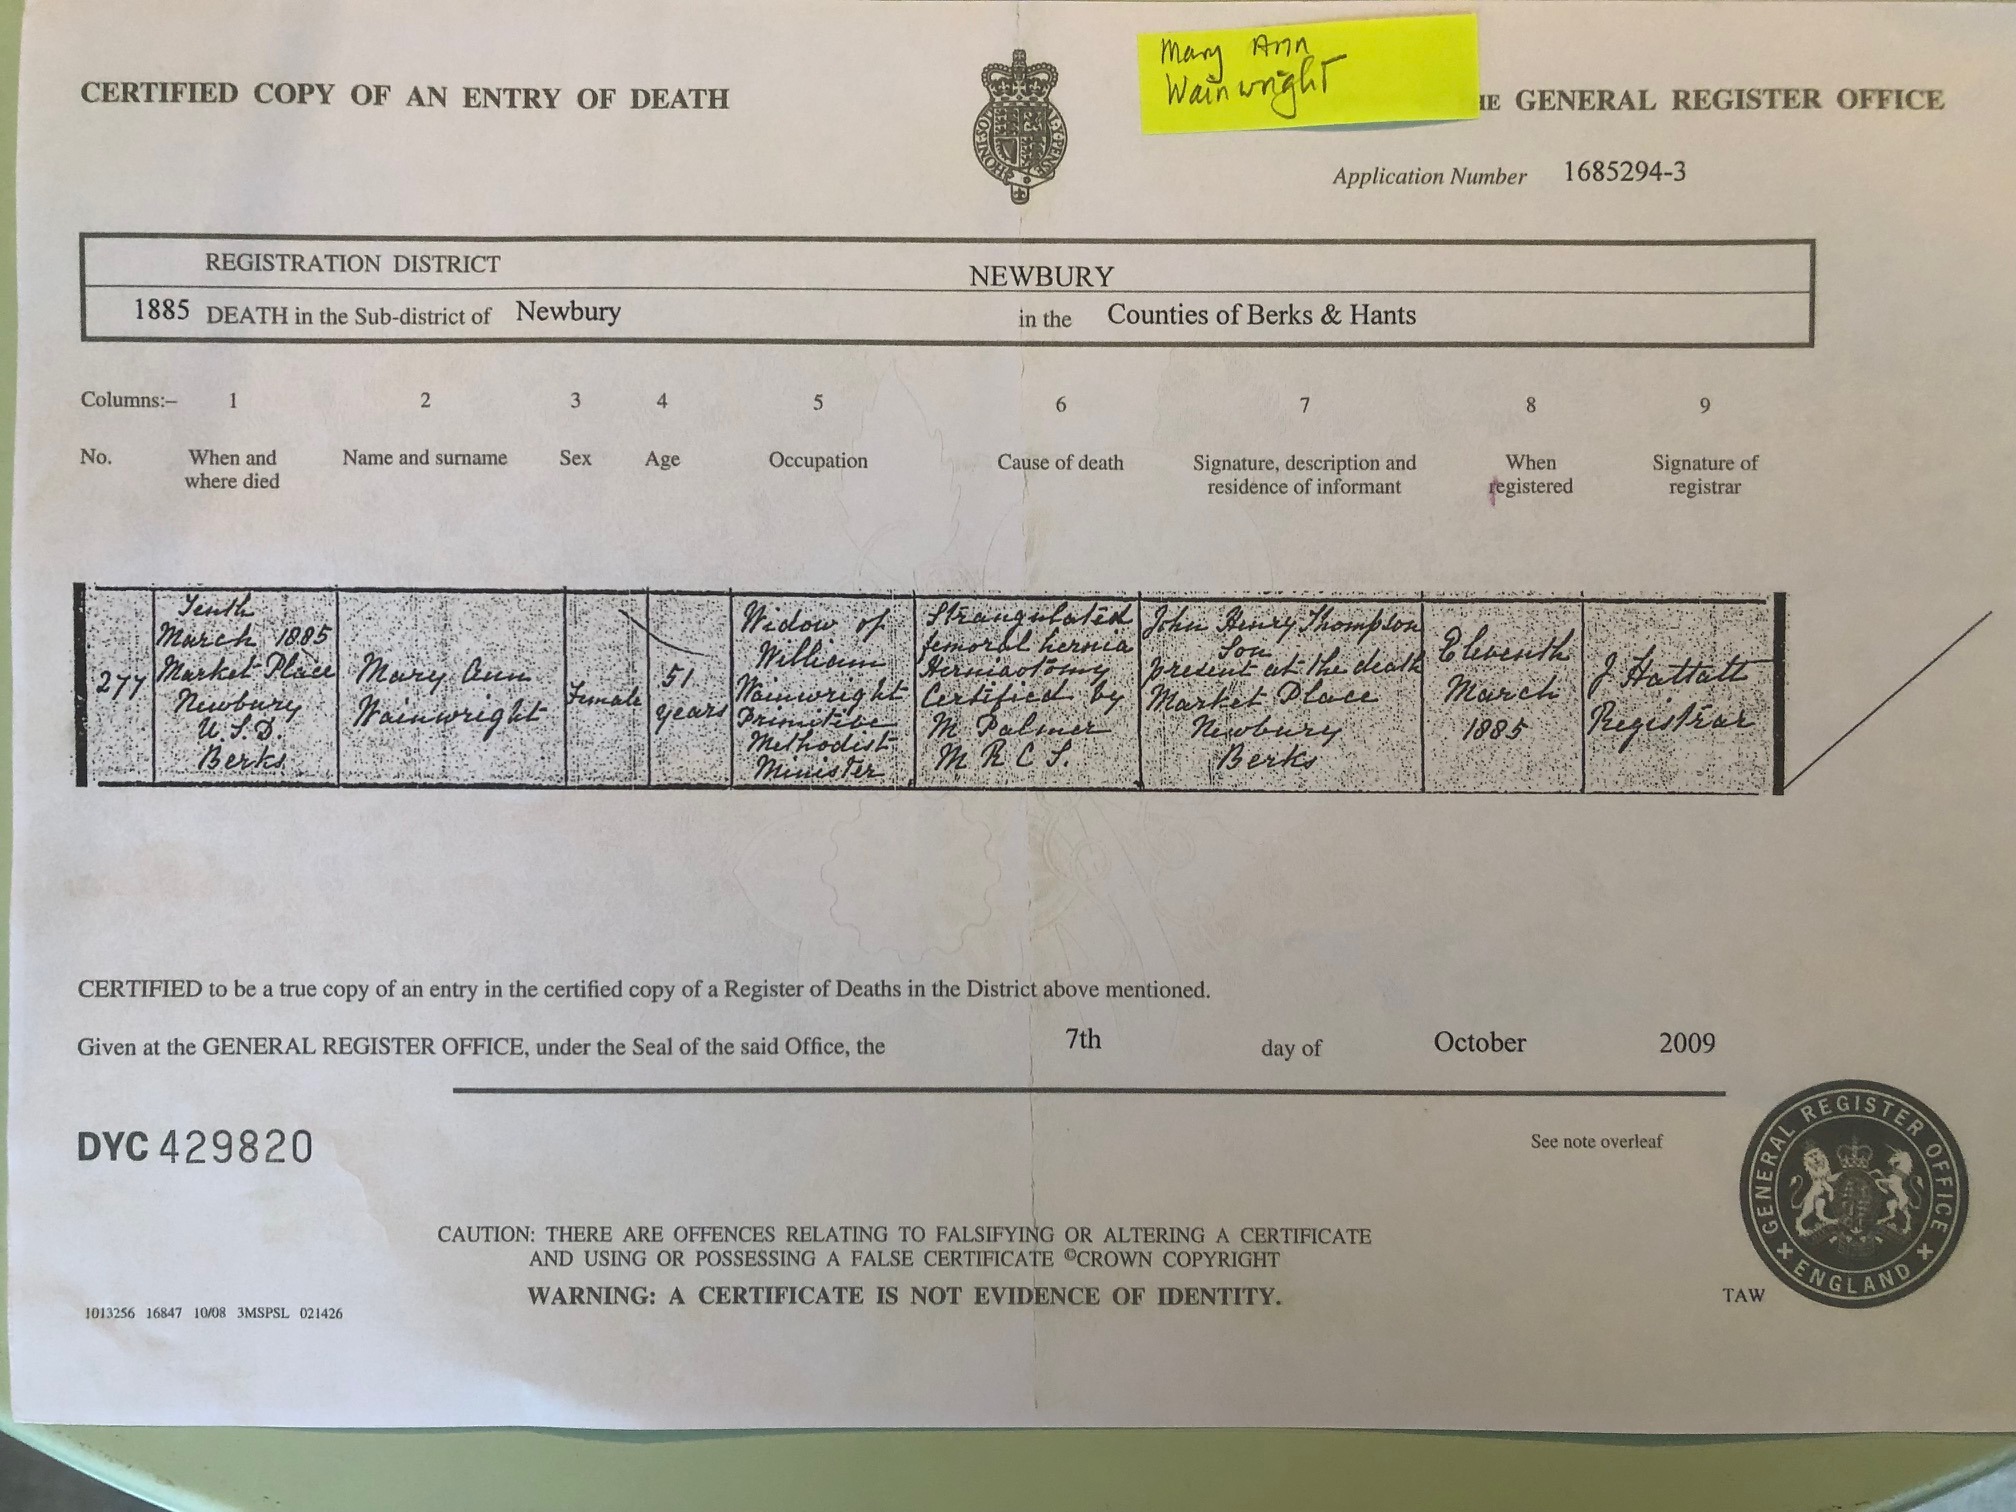 Mary Ann
Wainwright
CERTIFIED COPY OF AN ENTRY OF DEATH
GENERAL REGISTER OFFICE
HONI SOI
Y PENSE
Application Number 1685294-3
REGISTRATION DISTRICT NEWBURY
1885 DEATH in the Sub-district of Newbury in the Counties of Berks & Hants
Columns:– 1 2 3 4 5 6 7 8 9
No. When and where died Name and surname Sex Age Occupation Cause of death Signature, description and residence of informant When registered Signature of registrar
277
Tenth
March 1885
Market Place
Newbury
U.S.D.
Berks
Mary Ann
Wainwright
Female
51
years
Widow of
William
Wainwright
Primitive
Methodist
Minister
Strangulated
femoral hernia
Herniaotomy
Certified by
M Palmer
M R C S.
John Henry Thompson
Son
present at the death
Market Place
Newbury
Berks
Eleventh
March
1885
J Hattatt
Registrar
CERTIFIED to be a true copy of an entry in the certified copy of a Register of Deaths in the District above mentioned.
Given at the GENERAL REGISTER OFFICE, under the Seal of the said Office, the 7th day of October 2009
DYC 429820
See note overleaf
GENERAL REGISTER OFFICE
ENGLAND
CAUTION: THERE ARE OFFENCES RELATING TO FALSIFYING OR ALTERING A CERTIFICATE
AND USING OR POSSESSING A FALSE CERTIFICATE ©CROWN COPYRIGHT
WARNING: A CERTIFICATE IS NOT EVIDENCE OF IDENTITY.
1013256 16847 10/08 3MSPSL 021426
TAW